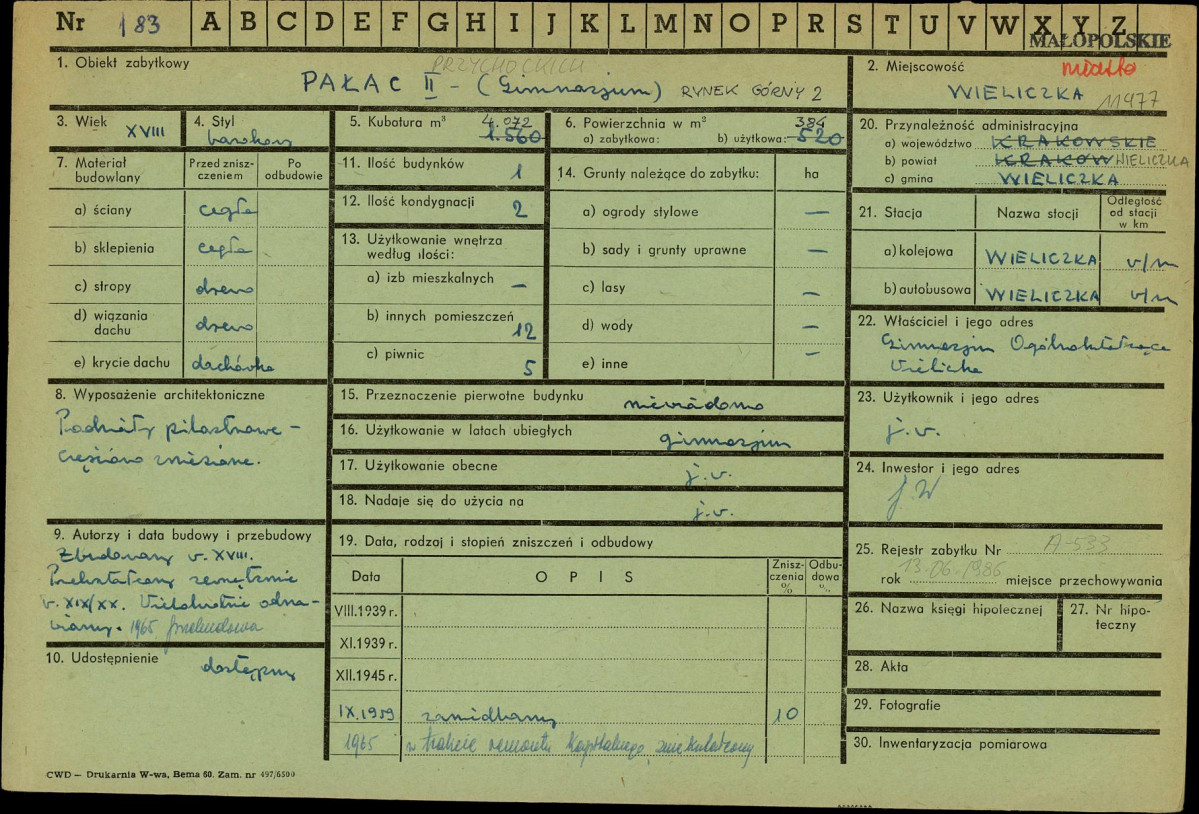 Nr 183 A B C D E F G H I J K L M N O P R S T U V W X Y Z
MAŁOPOLSKIE
1. Obiekt zabytkowy
PRZYCHOCKICH
PAŁAC II - (Gimnazjum) RYNEK GÓRNY 2
2. Miejscowość
miasto
WIELICZKA 11977
3. Wiek
XVIII
4. Styl
barokowy
5. Kubatura m³
4.072
1.560
6. Powierzchnia w m²
384
a) zabytkowa: b) użytkowa: 520
7. Materiał budowlany
Przed zniszczeniem
Po odbudowie
a) ściany cegła
b) sklepienia cegła
c) stropy drewno
d) wiązania dachu drewno
e) krycie dachu dachówka
8. Wyposażenie architektoniczne
Podziały pilastrowe -
częściowo zniesione.
9. Autorzy i data budowy i przebudowy
Zbudowany w. XVIII.
Przekształcony zewnętrznie
w. XIX/XX. Wielokrotnie odna-
wiany. 1965 przebudowa
10. Udostępnienie
dostępny
11. Ilość budynków 1
12. Ilość kondygnacji 2
13. Użytkowanie wnętrza
według ilości:
a) izb mieszkalnych —
b) innych pomieszczeń 12
c) piwnic 5
14. Grunty należące do zabytku: ha
a) ogrody stylowe —
b) sady i grunty uprawne —
c) lasy —
d) wody —
e) inne —
15. Przeznaczenie pierwotne budynku niewiadomo
16. Użytkowanie w latach ubiegłych gimnazjum
17. Użytkowanie obecne j.w.
18. Nadaje się do użycia na j.w.
19. Data, rodzaj i stopień zniszczeń i odbudowy
Data OPIS Zniszczenia % Odbudowa %
VIII.1939 r.
XI.1939 r.
XII.1945 r.
IX.1959 zaniedbany 10
1965 w trakcie remontu kapitalnego,
20. Przynależność administracyjna
a) województwo KRAKOWSKIE
b) powiat KRAKÓW WIELICZKA
c) gmina WIELICZKA
21. Stacja Nazwa stacji Odległość od stacji w km
a) kolejowa WIELICZKA w/m
b) autobusowa WIELICZKA w/m
22. Właściciel i jego adres
Gimnazjum Ogólnokształcące
Wieliczka
23. Użytkownik i jego adres
j.w.
24. Inwestor i jego adres
j.w
25. Rejestr zabytku Nr A-533
rok 13.06.1986 miejsce przechowywania
26. Nazwa księgi hipotecznej
27. Nr hipoteczny
28. Akta
29. Fotografie
30. Inwentaryzacja pomiarowa
CWD — Drukarnia W-wa, Bema 60. Zam. nr 497/6500